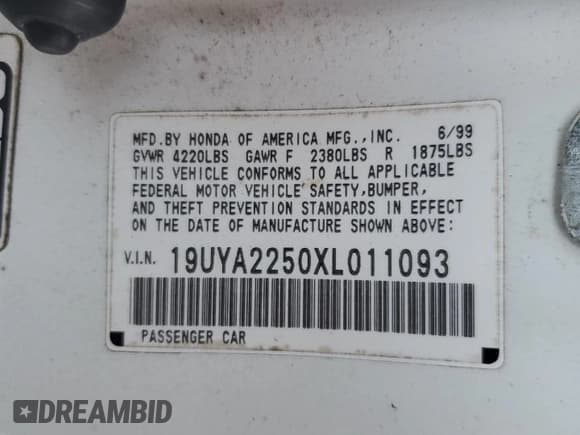 MFD.BY HONDA OF AMERICA MFG.,INC. 6/99
GVWR 4220LBS GAWR F 2380LBS R 1875LBS
THIS VEHICLE CONFORMS TO ALL APPLICABLE
FEDERAL MOTOR VEHICLE SAFETY,BUMPER,
AND THEFT PREVENTION STANDARDS IN EFFECT
ON THE DATE OF MANUFACTURE SHOWN ABOVE:
V.I.N. 19UYA2250XL011093
PASSENGER CAR
DREAMBID